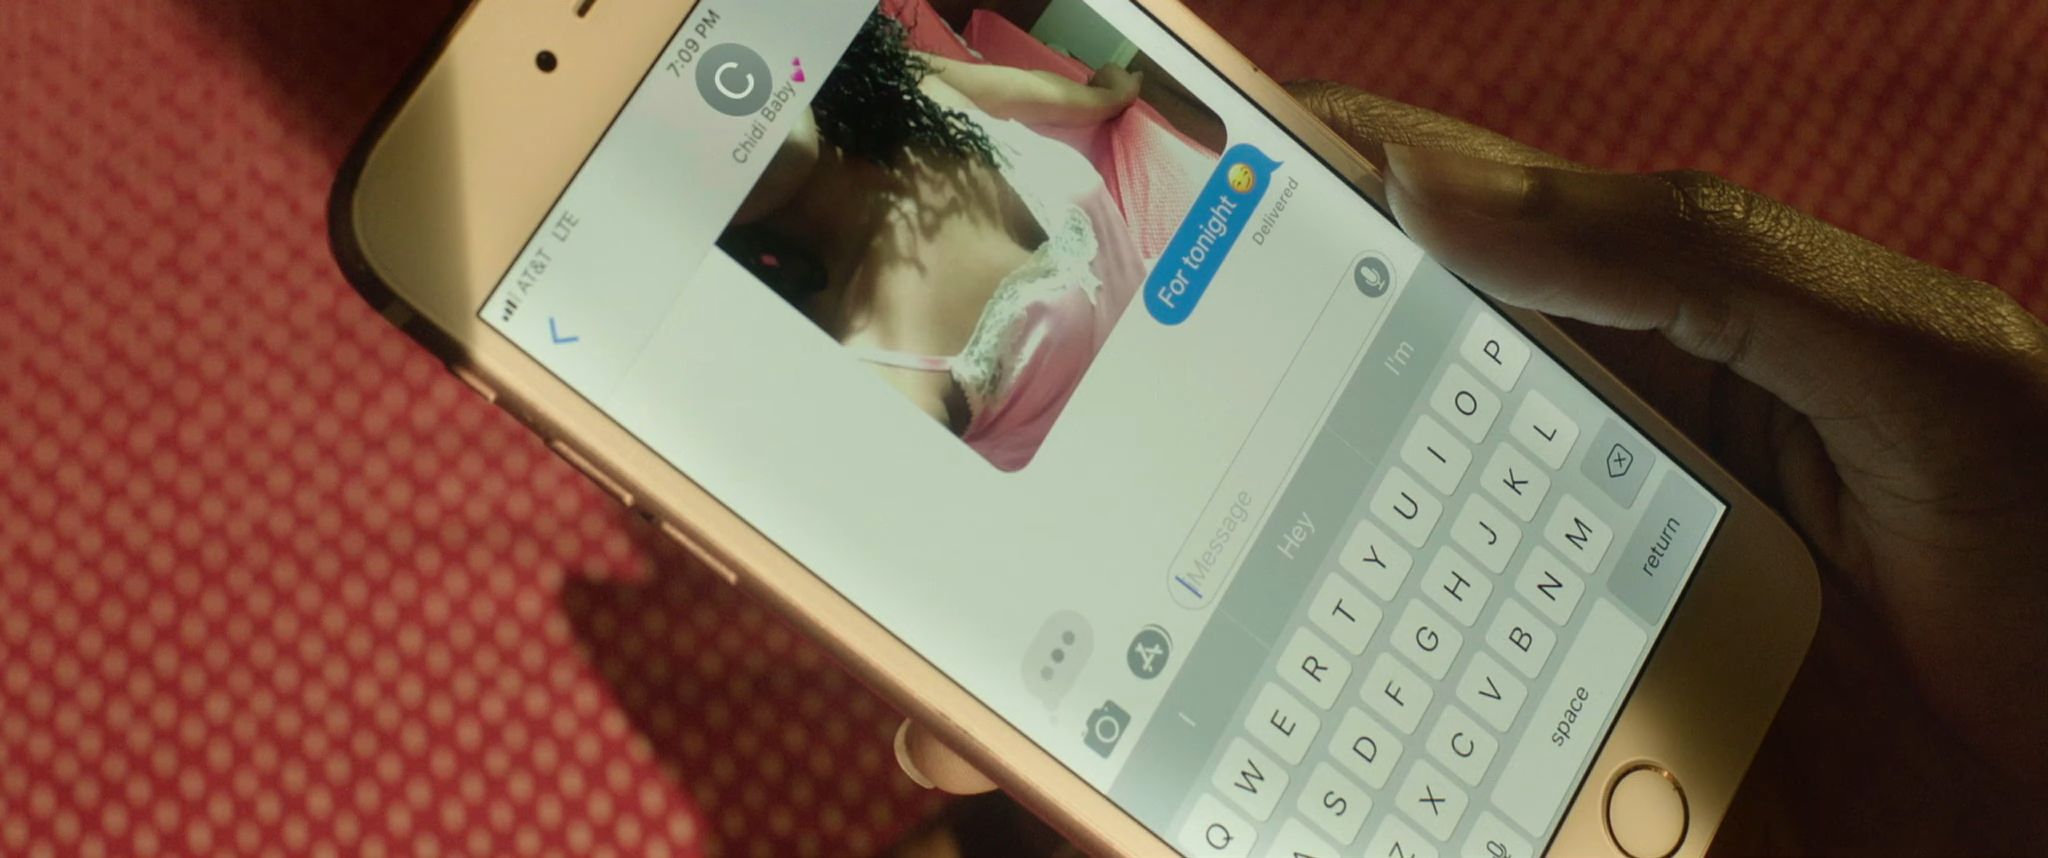 AT&T LTE
7:09 PM
C
Chidi Baby💕
For tonight 😏
Delivered
Message
I
Hey
I'm
Q W E R T Y U I O P
A S D F G H J K L
Z X C V B N M
space
return